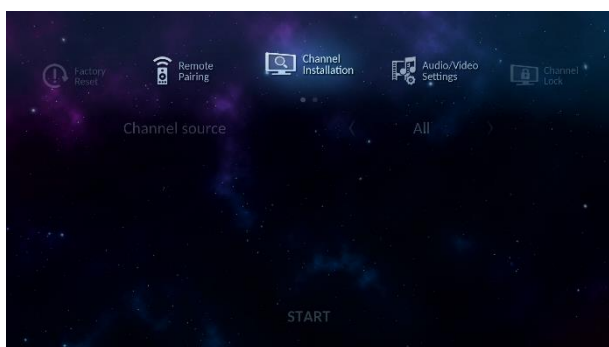 Factory
Reset
Remote
Pairing
Channel
Installation
Audio/Video
Settings
Channel
Lock
Channel source
All
START